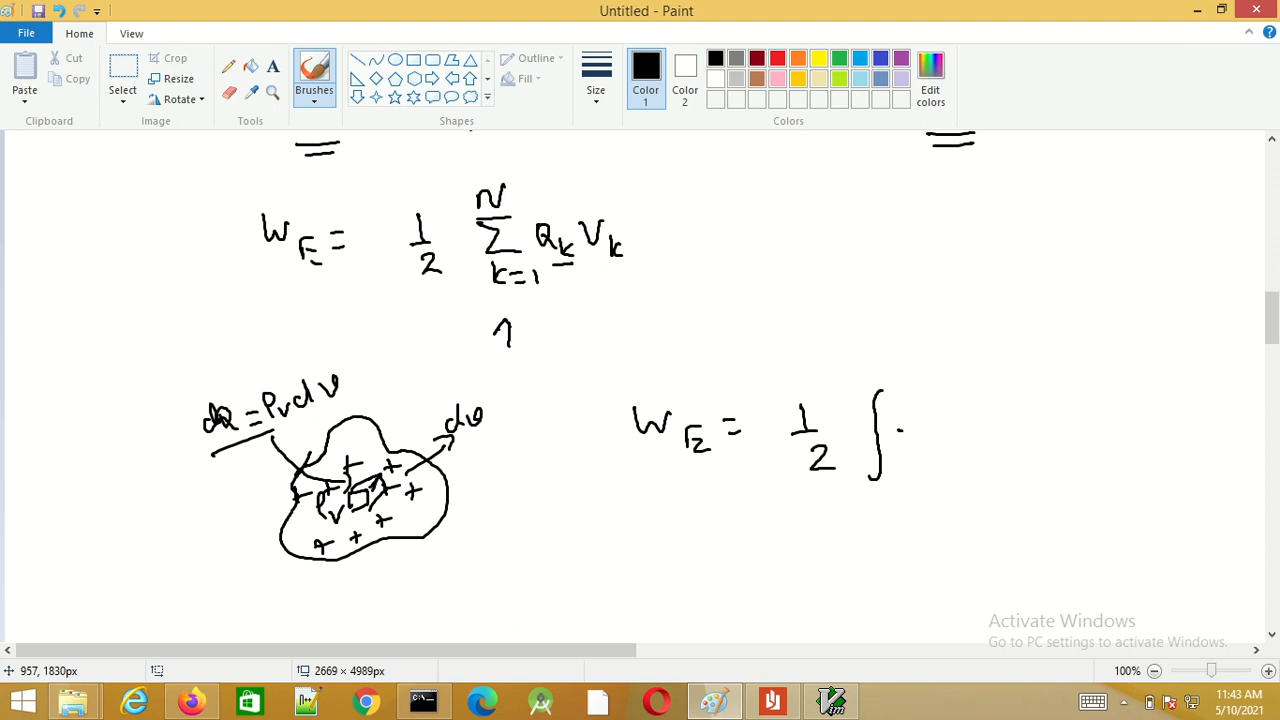 Untitled - Paint
File Home View
Paste Cut Copy Select Crop Resize Rotate Brushes Outline Fill Size Color 1 Color 2 Edit colors
Clipboard Image Tools Shapes Colors
W_E = 1/2 N Σ k=1 Q_k V_k
dQ = ρ_v dv
dv
W_E = 1/2 ∫
+ + + + ρ_v + + + + +
Activate Windows
Go to PC settings to activate Windows.
957, 1830px 2669 × 4989px 100%
11:43 AM
5/10/2021